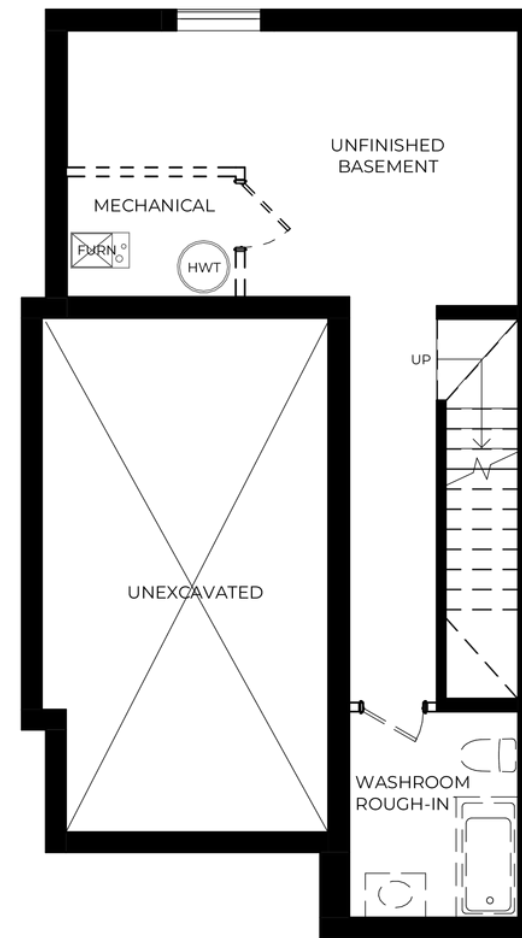 UNFINISHED
BASEMENT
MECHANICAL
FURN
HWT
UP
UNEXCAVATED
WASHROOM
ROUGH-IN